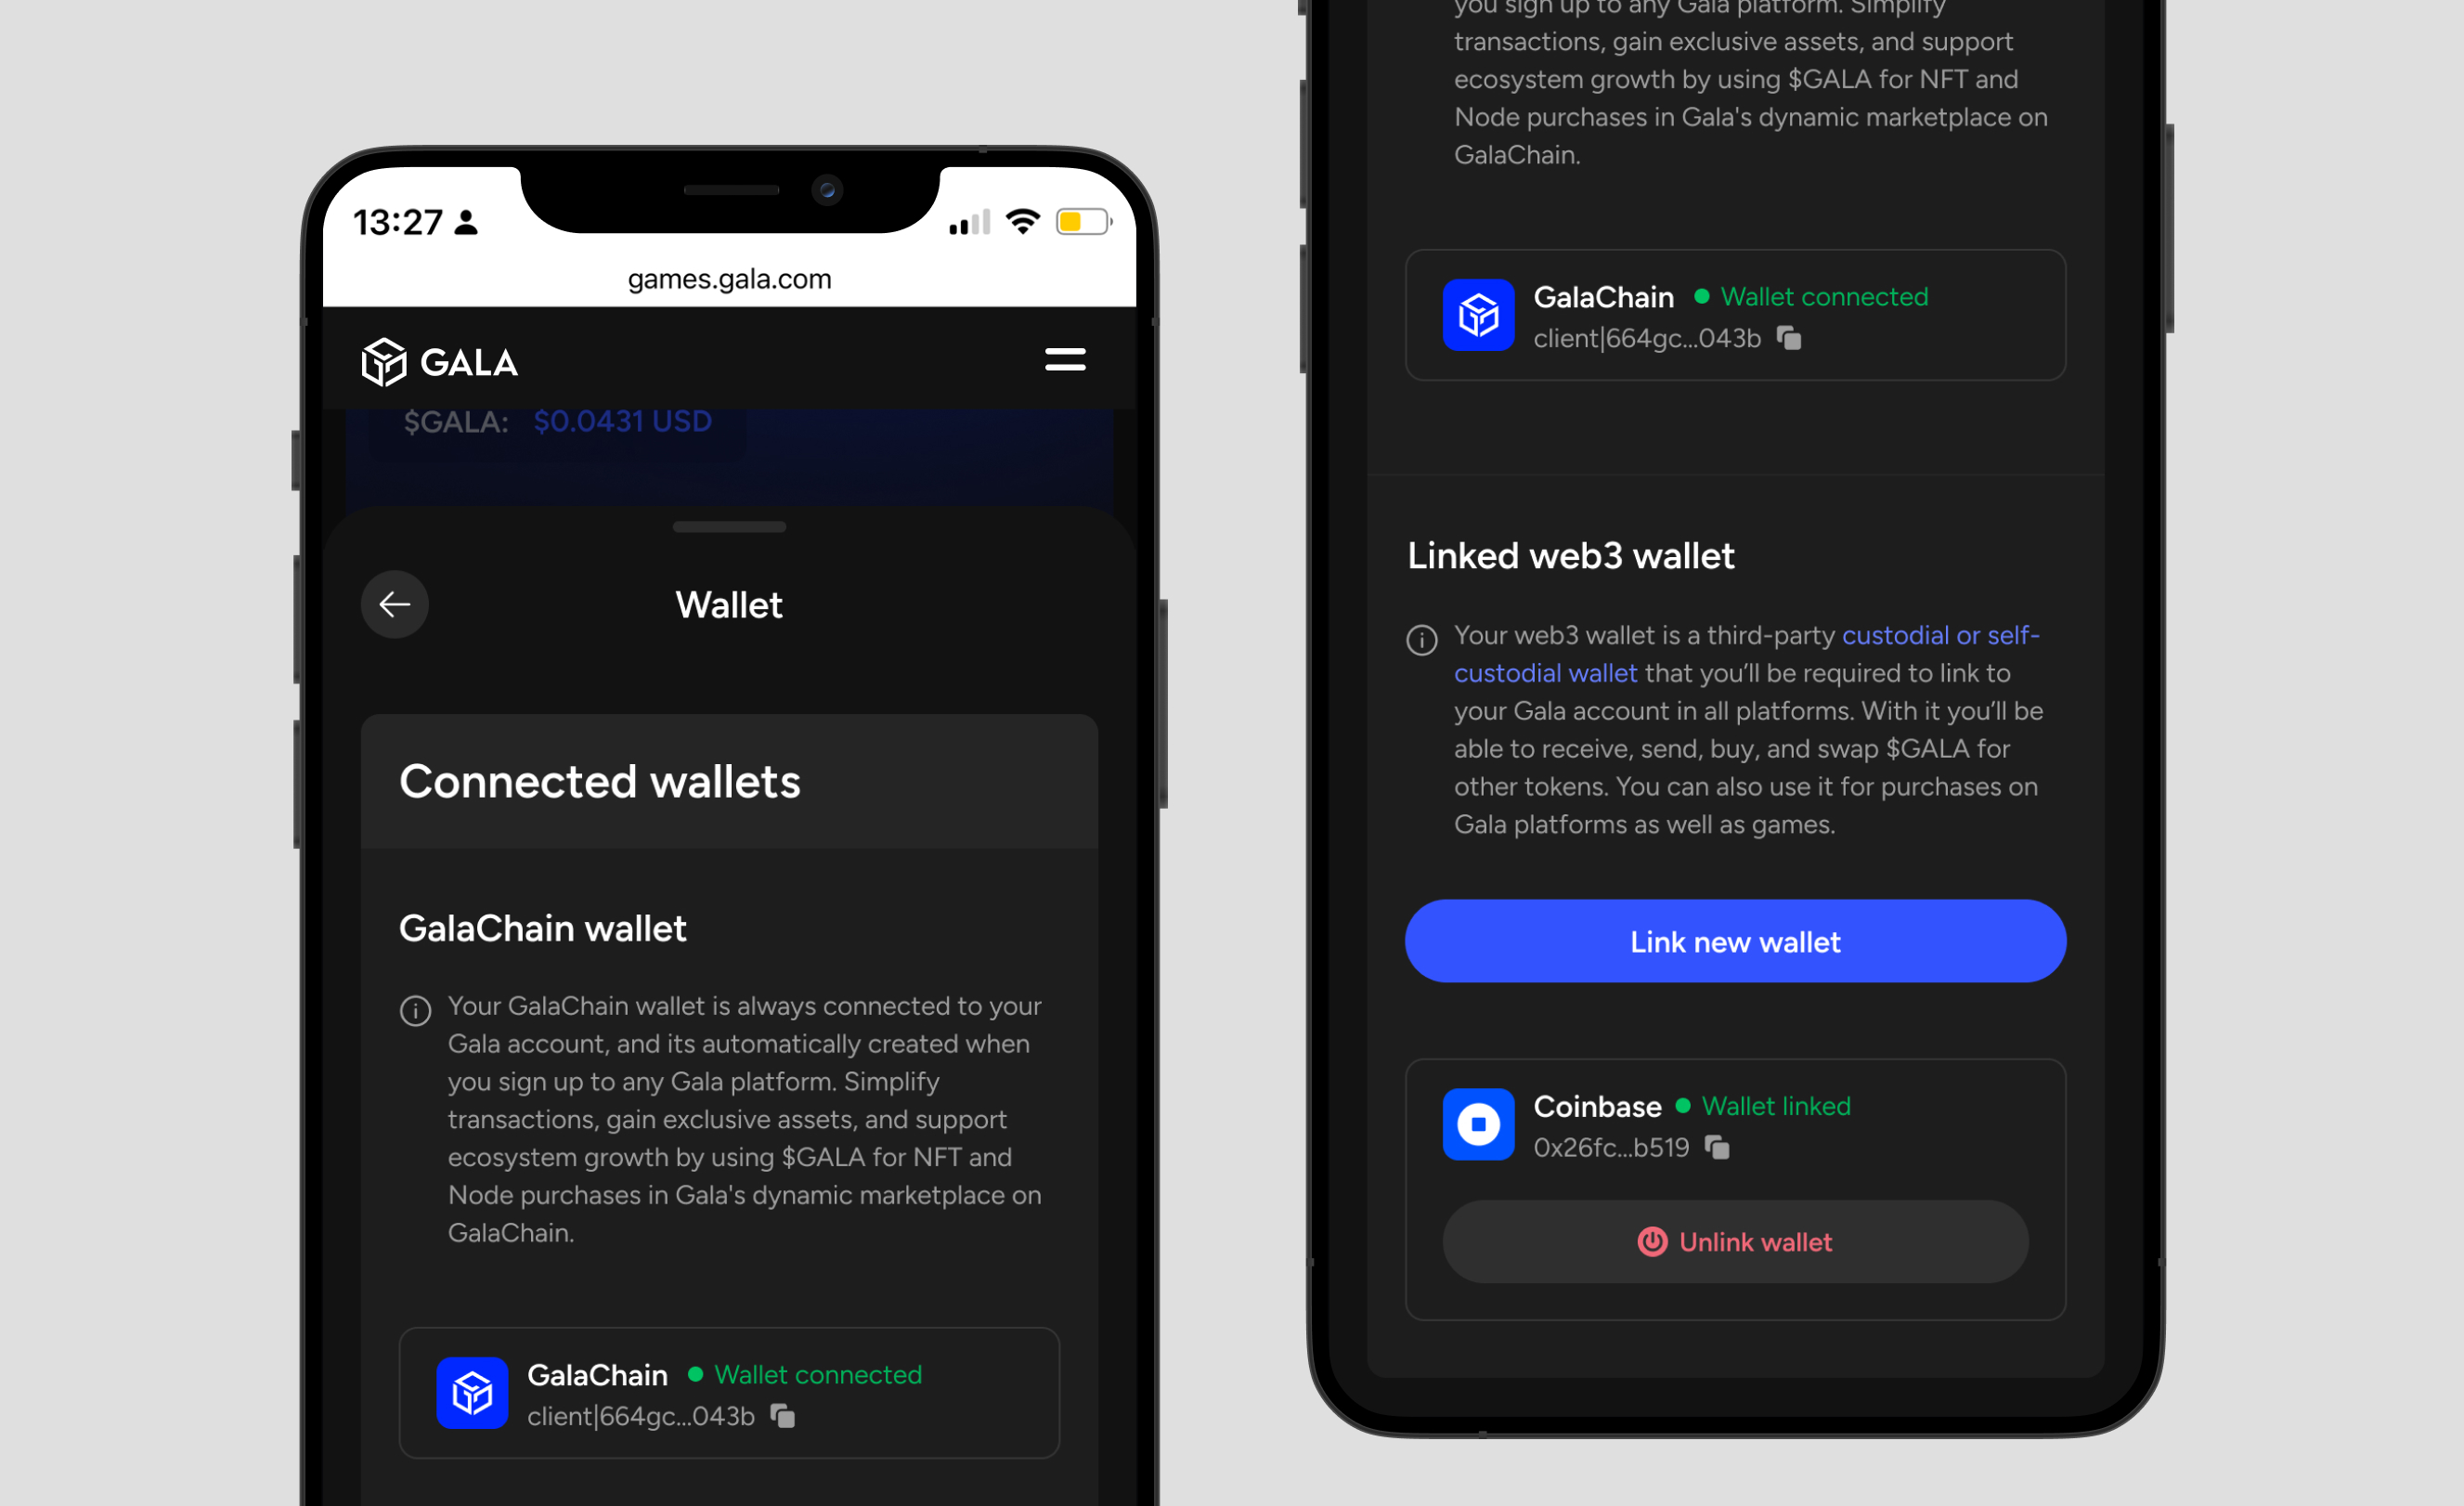 13:27
games.gala.com
GALA
$GALA: $0.0431 USD
Wallet
Connected wallets
GalaChain wallet
Your GalaChain wallet is always connected to your
Gala account, and its automatically created when
you sign up to any Gala platform. Simplify
transactions, gain exclusive assets, and support
ecosystem growth by using $GALA for NFT and
Node purchases in Gala's dynamic marketplace on
GalaChain.
GalaChain Wallet connected
client|664gc...043b
you sign up to any Gala platform. Simplify
transactions, gain exclusive assets, and support
ecosystem growth by using $GALA for NFT and
Node purchases in Gala's dynamic marketplace on
GalaChain.
GalaChain Wallet connected
client|664gc...043b
Linked web3 wallet
Your web3 wallet is a third-party custodial or self-
custodial wallet that you’ll be required to link to
your Gala account in all platforms. With it you’ll be
able to receive, send, buy, and swap $GALA for
other tokens. You can also use it for purchases on
Gala platforms as well as games.
Link new wallet
Coinbase Wallet linked
0x26fc...b519
Unlink wallet